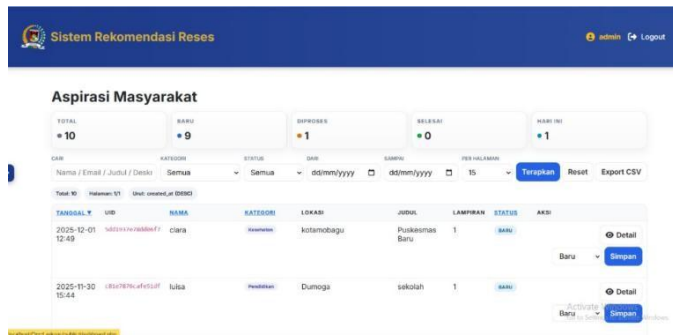 Sistem Rekomendasi Reses
admin Logout
Aspirasi Masyarakat
TOTAL BARU DIPROSES SELESAI HARI INI
10 9 1 0 1
CARI KATEGORI STATUS DARI SAMPAI PER HALAMAN
Nama / Email / Judul / Deskr Semua Semua dd/mm/yyyy dd/mm/yyyy 15 Terapkan Reset Export CSV
Total: 10 Halaman: 1/1 Urut: created_at (DESC)
TANGGAL ▼ UID NAMA KATEGORI LOKASI JUDUL LAMPIRAN STATUS AKSI
2025-12-01 12:49 clara Kesehatan kotamobagu Puskesmas Baru 1 BARU Detail
Baru Simpan
2025-11-30 15:44 luisa Pendidikan Dumoga sekolah 1 BARU Detail
Baru Simpan
Activate Windows